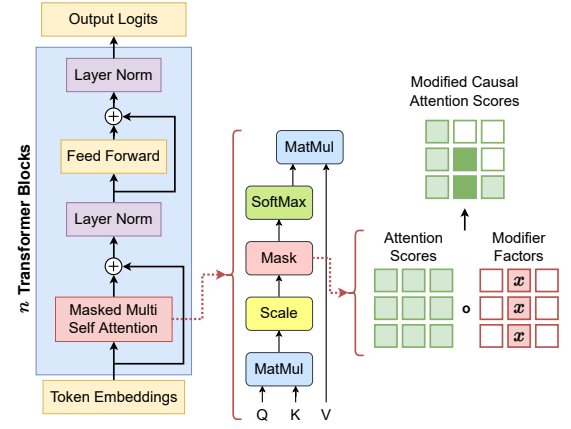 Output Logits
Layer Norm
Feed Forward
Layer Norm
Masked Multi
Self Attention
Token Embeddings
n Transformer Blocks
MatMul
SoftMax
Mask
Scale
MatMul
Q K V
Modified Causal
Attention Scores
Attention
Scores
Modifier
Factors
o
x
x
x